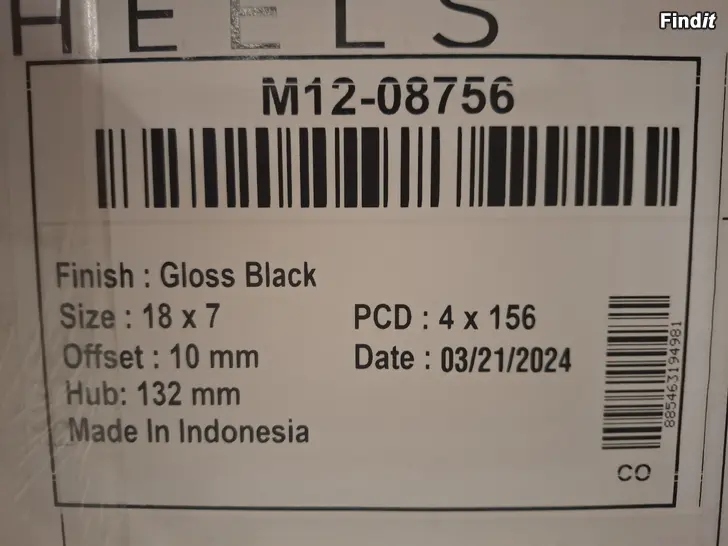 Findit
HEELS
M12-08756
Finish : Gloss Black
Size : 18 x 7
PCD : 4 x 156
Offset : 10 mm
Date : 03/21/2024
Hub: 132 mm
Made In Indonesia
885463194981
CO